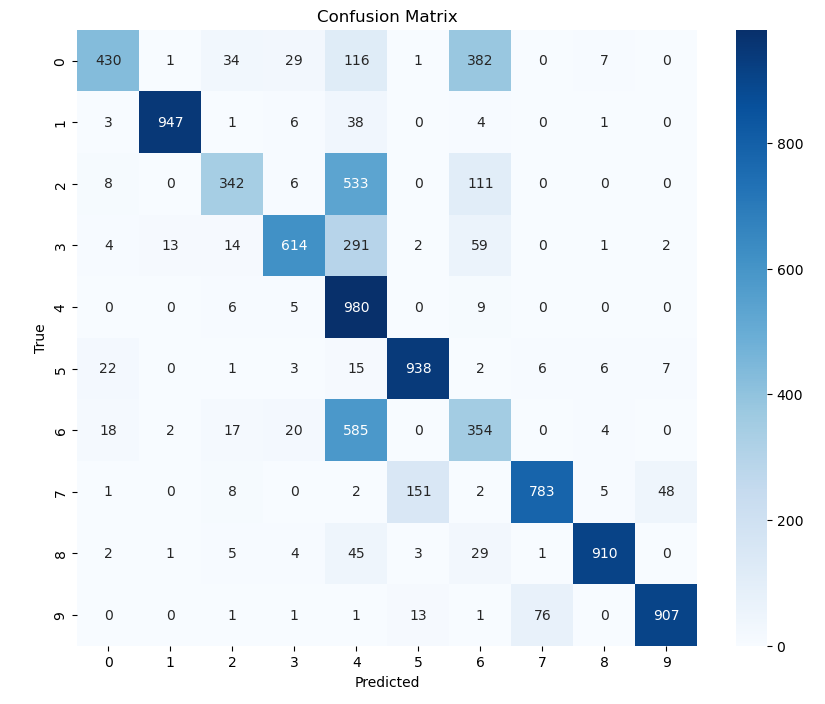 Confusion Matrix
0 430 1 34 29 116 1 382 0 7 0
1 3 947 1 6 38 0 4 0 1 0
2 8 0 342 6 533 0 111 0 0 0
3 4 13 14 614 291 2 59 0 1 2
4 0 0 6 5 980 0 9 0 0 0
5 22 0 1 3 15 938 2 6 6 7
6 18 2 17 20 585 0 354 0 4 0
7 1 0 8 0 2 151 2 783 5 48
8 2 1 5 4 45 3 29 1 910 0
9 0 0 1 1 1 13 1 76 0 907
0 1 2 3 4 5 6 7 8 9
Predicted
True
800
600
400
200
0